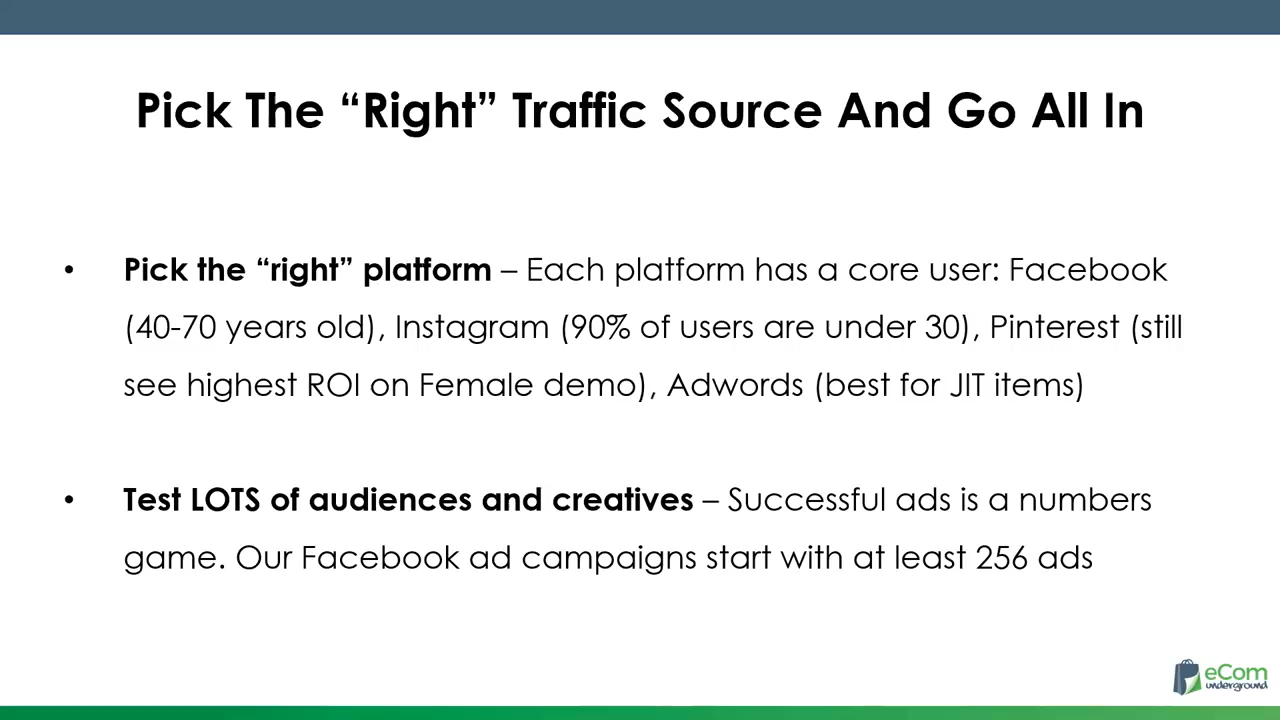 Pick The “Right” Traffic Source And Go All In
• Pick the “right” platform – Each platform has a core user: Facebook
(40-70 years old), Instagram (90% of users are under 30), Pinterest (still
see highest ROI on Female demo), Adwords (best for JIT items)
• Test LOTS of audiences and creatives – Successful ads is a numbers
game. Our Facebook ad campaigns start with at least 256 ads
eCom
underground